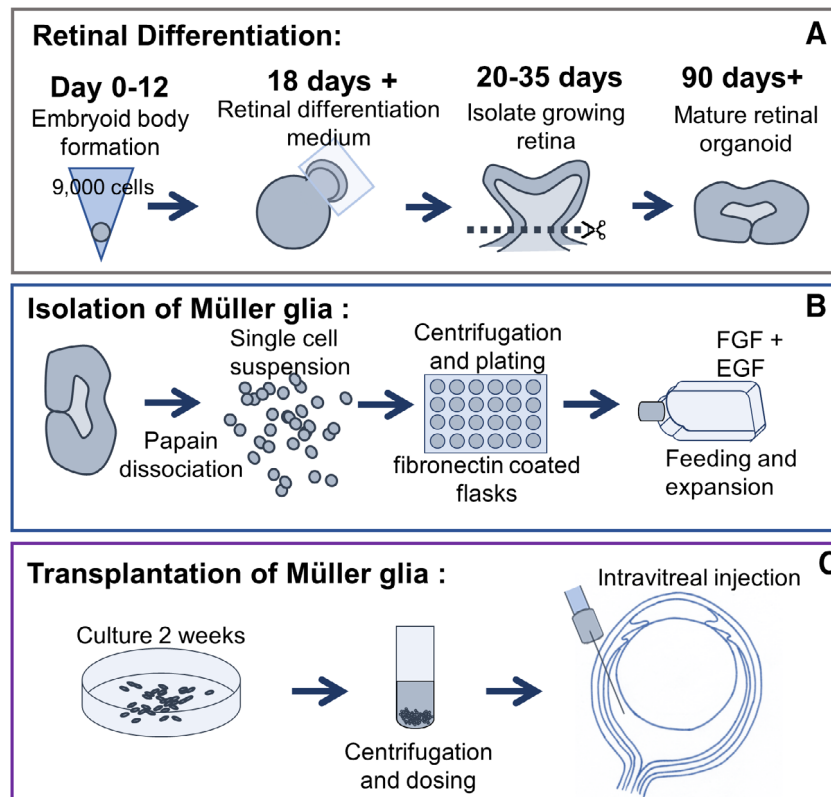 Retinal Differentiation:
A
Day 0-12
Embryoid body
formation
9,000 cells
18 days +
Retinal differentiation
medium
20-35 days
Isolate growing
retina
90 days+
Mature retinal
organoid
Isolation of Müller glia :
B
Papain
dissociation
Single cell
suspension
Centrifugation
and plating
fibronectin coated
flasks
FGF +
EGF
Feeding and
expansion
Transplantation of Müller glia :
C
Culture 2 weeks
Centrifugation
and dosing
Intravitreal injection